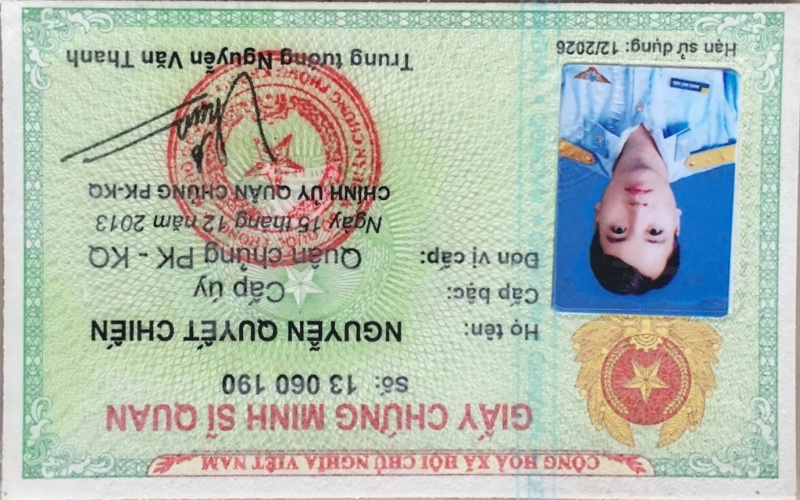 CỘNG HOÀ XÃ HỘI CHỦ NGHĨA VIỆT NAM
GIẤY CHỨNG MINH SĨ QUAN
Số: 13 060 190
Họ tên: NGUYỄN QUYẾT CHIẾN
Cấp bậc: Cấp úy
Đơn vị cấp: Quân chủng PK - KQ
Ngày 15 tháng 12 năm 2013
CHÍNH ỦY QUÂN CHỦNG PK-KQ
Trung tướng Nguyễn Văn Thanh
Hạn sử dụng: 12/2026